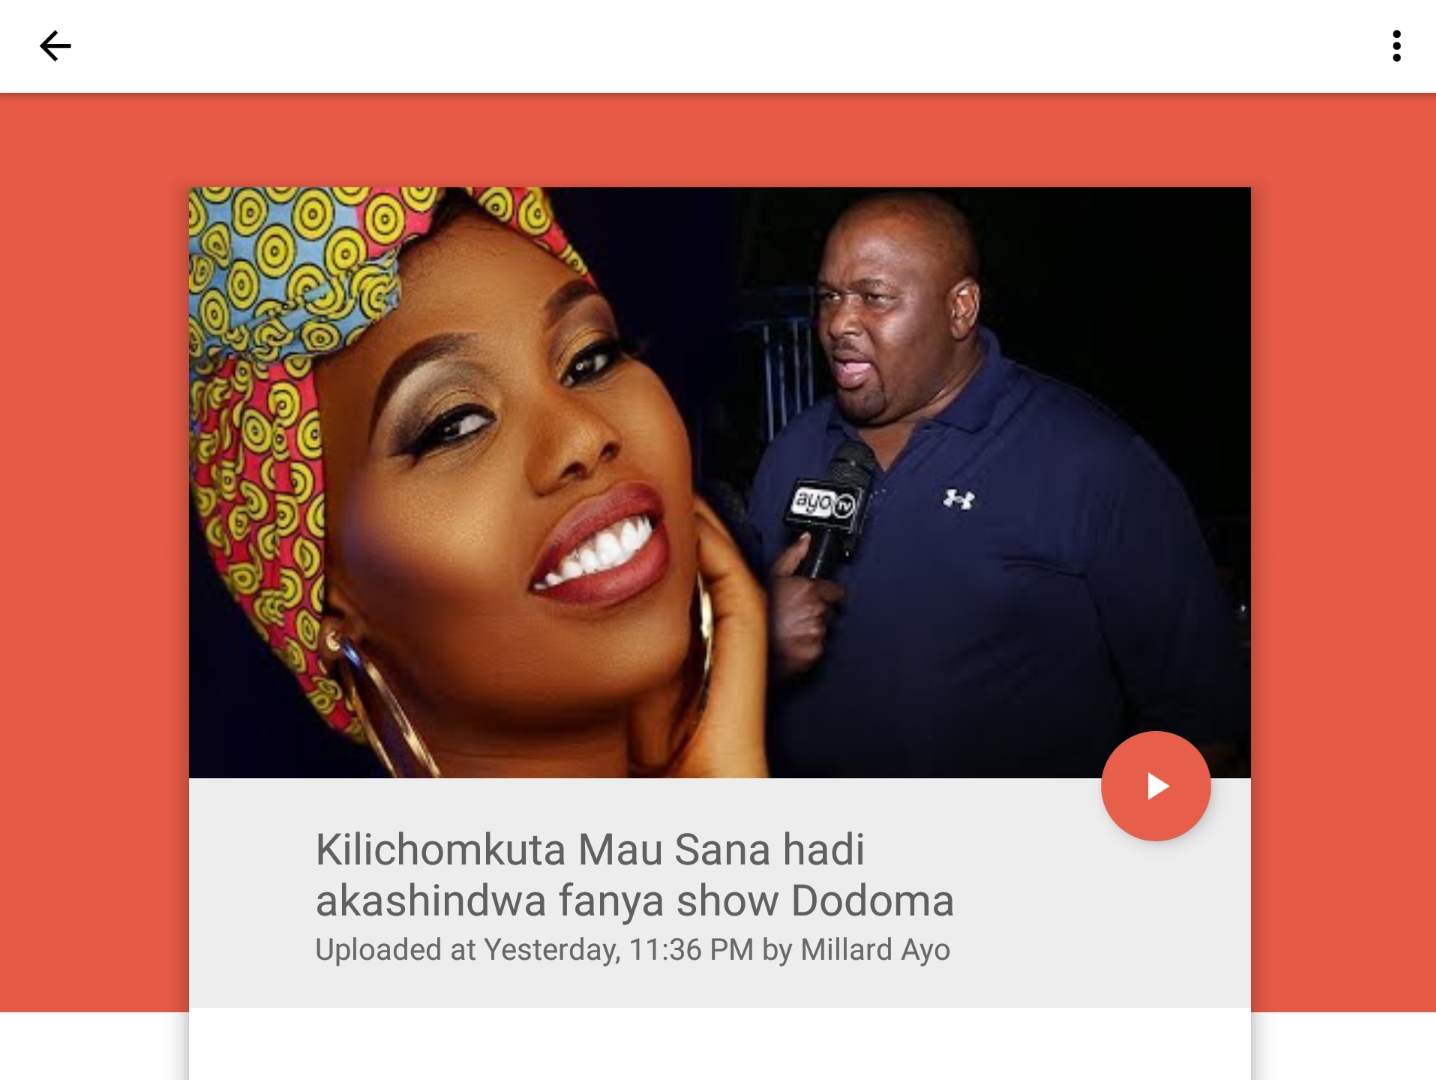 ayo TV
Kilichomkuta Mau Sana hadi
akashindwa fanya show Dodoma
Uploaded at Yesterday, 11:36 PM by Millard Ayo